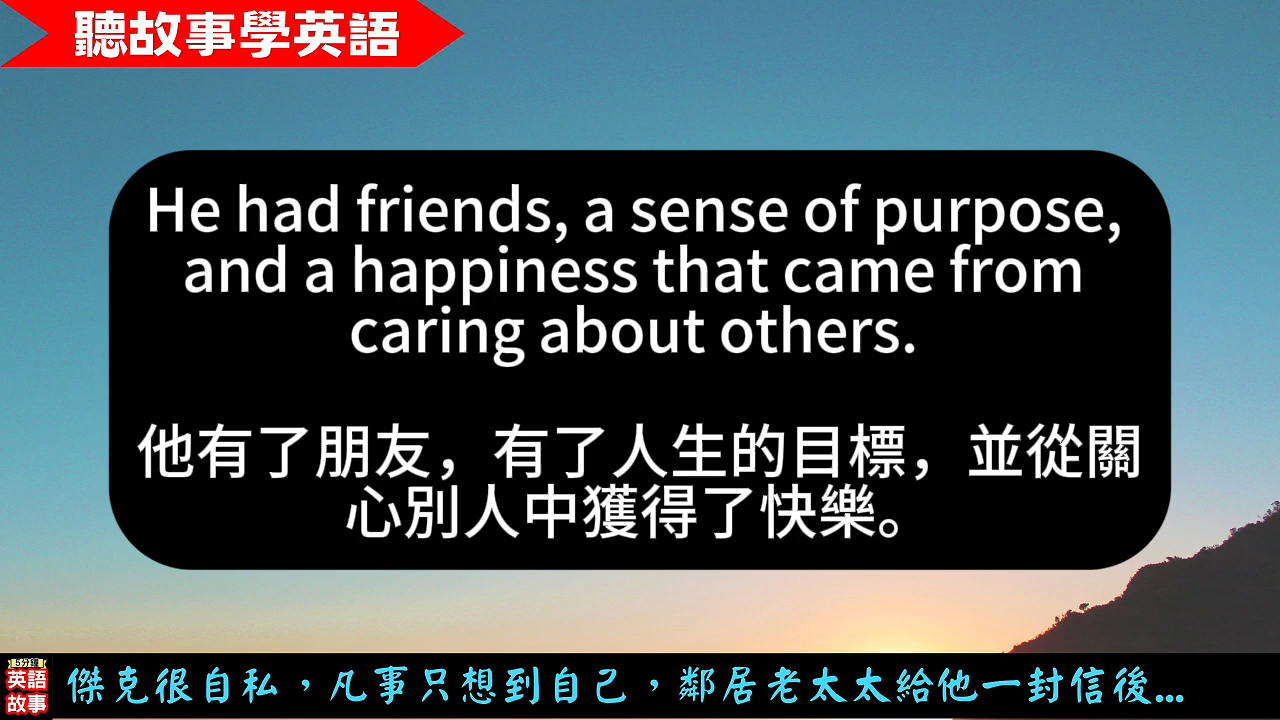 聽故事學英語
He had friends, a sense of purpose,
and a happiness that came from
caring about others.
他有了朋友，有了人生的目標，並從關
心別人中獲得了快樂。
5分鐘
英語
故事
傑克很自私，凡事只想到自己，鄰居老太太給他一封信後...